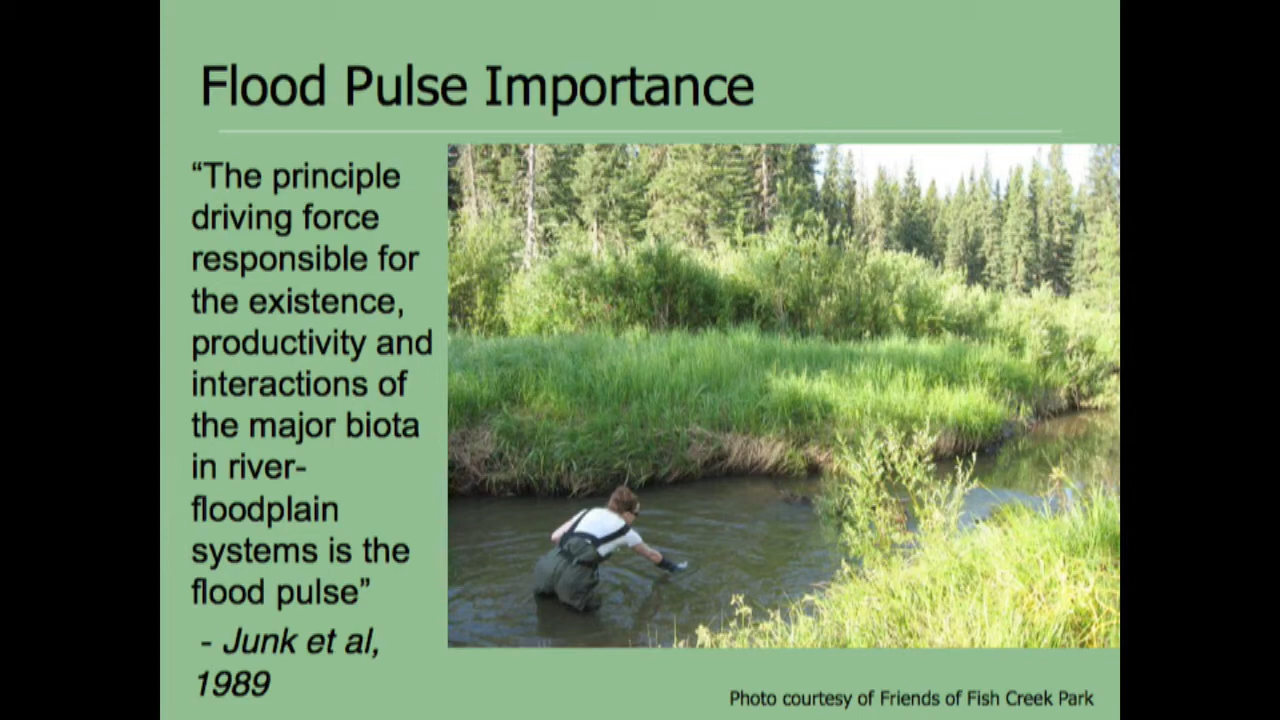 Flood Pulse Importance
“The principle
driving force
responsible for
the existence,
productivity and
interactions of
the major biota
in river-
floodplain
systems is the
flood pulse”
- Junk et al,
1989
Photo courtesy of Friends of Fish Creek Park